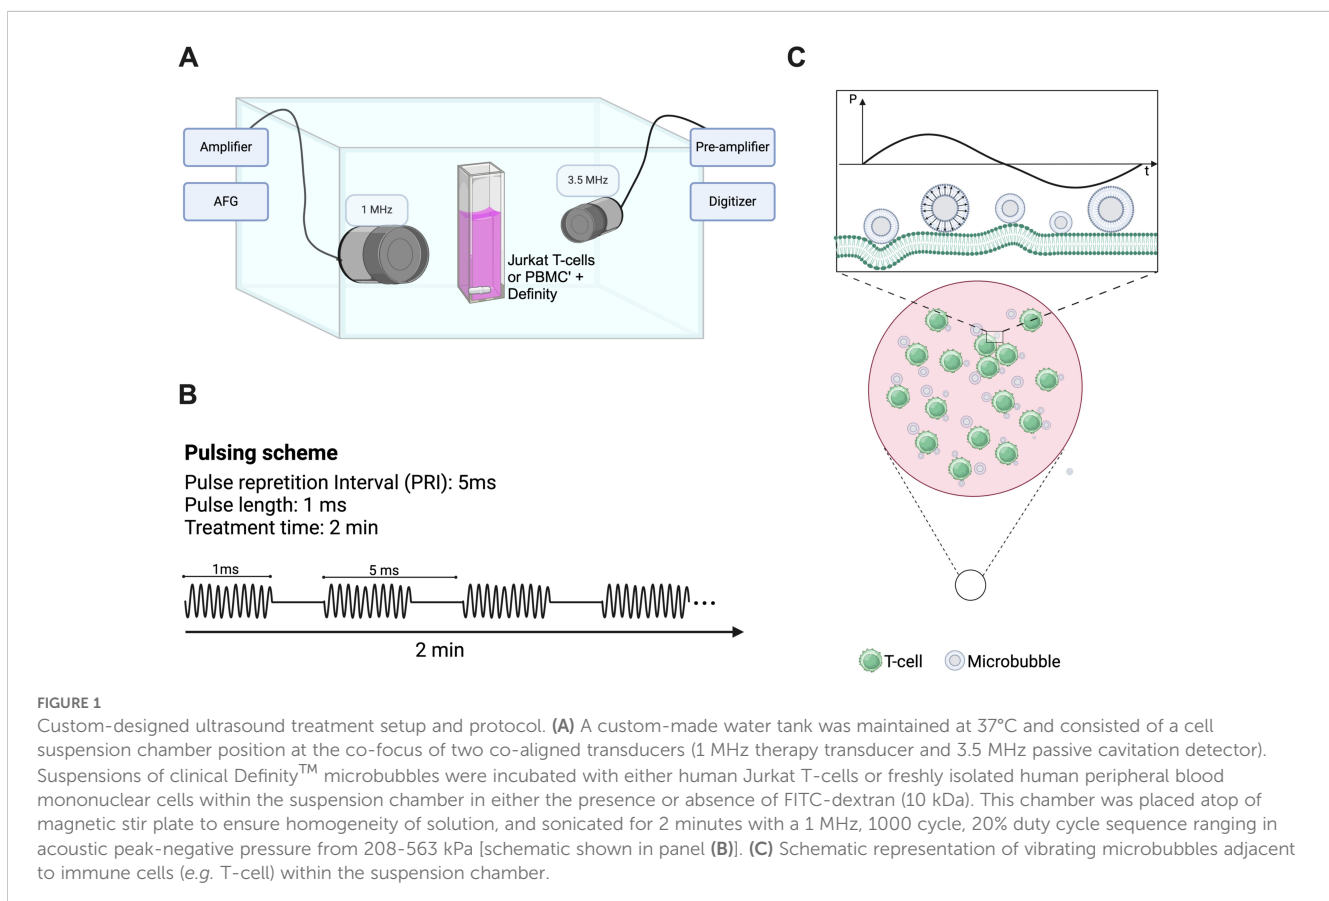 A
Amplifier
AFG
1 MHz
3.5 MHz
Pre-amplifier
Digitizer
Jurkat T-cells
or PBMC' +
Definity
B
Pulsing scheme
Pulse repretition Interval (PRI): 5ms
Pulse length: 1 ms
Treatment time: 2 min
1ms
5 ms
...
2 min
C
P
t
T-cell
Microbubble
FIGURE 1
Custom-designed ultrasound treatment setup and protocol. (A) A custom-made water tank was maintained at 37°C and consisted of a cell
suspension chamber position at the co-focus of two co-aligned transducers (1 MHz therapy transducer and 3.5 MHz passive cavitation detector).
Suspensions of clinical Definity™ microbubbles were incubated with either human Jurkat T-cells or freshly isolated human peripheral blood
mononuclear cells within the suspension chamber in either the presence or absence of FITC-dextran (10 kDa). This chamber was placed atop of
magnetic stir plate to ensure homogeneity of solution, and sonicated for 2 minutes with a 1 MHz, 1000 cycle, 20% duty cycle sequence ranging in
acoustic peak-negative pressure from 208-563 kPa [schematic shown in panel (B)]. (C) Schematic representation of vibrating microbubbles adjacent
to immune cells (e.g. T-cell) within the suspension chamber.